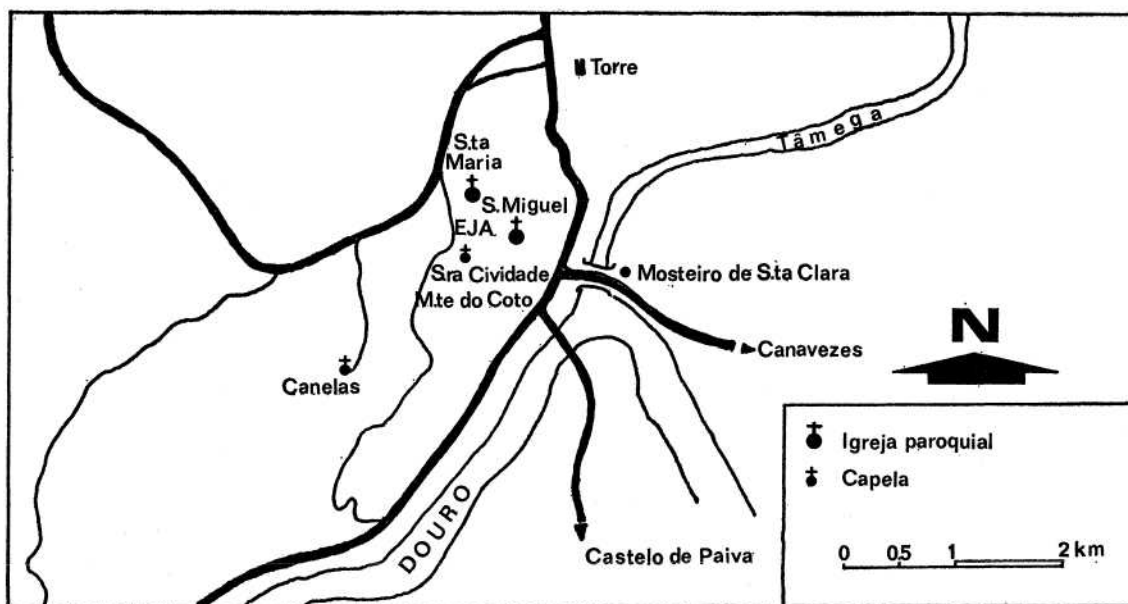 Torre
Tâmega
S.ta
Maria
S.Miguel
EJA.
S.ra Cividade
M.te do Coto
Mosteiro de S.ta Clara
N
Canavezes
Canelas
Igreja paroquial
Capela
DOURO
Castelo de Paiva
0 0,5 1 2 km